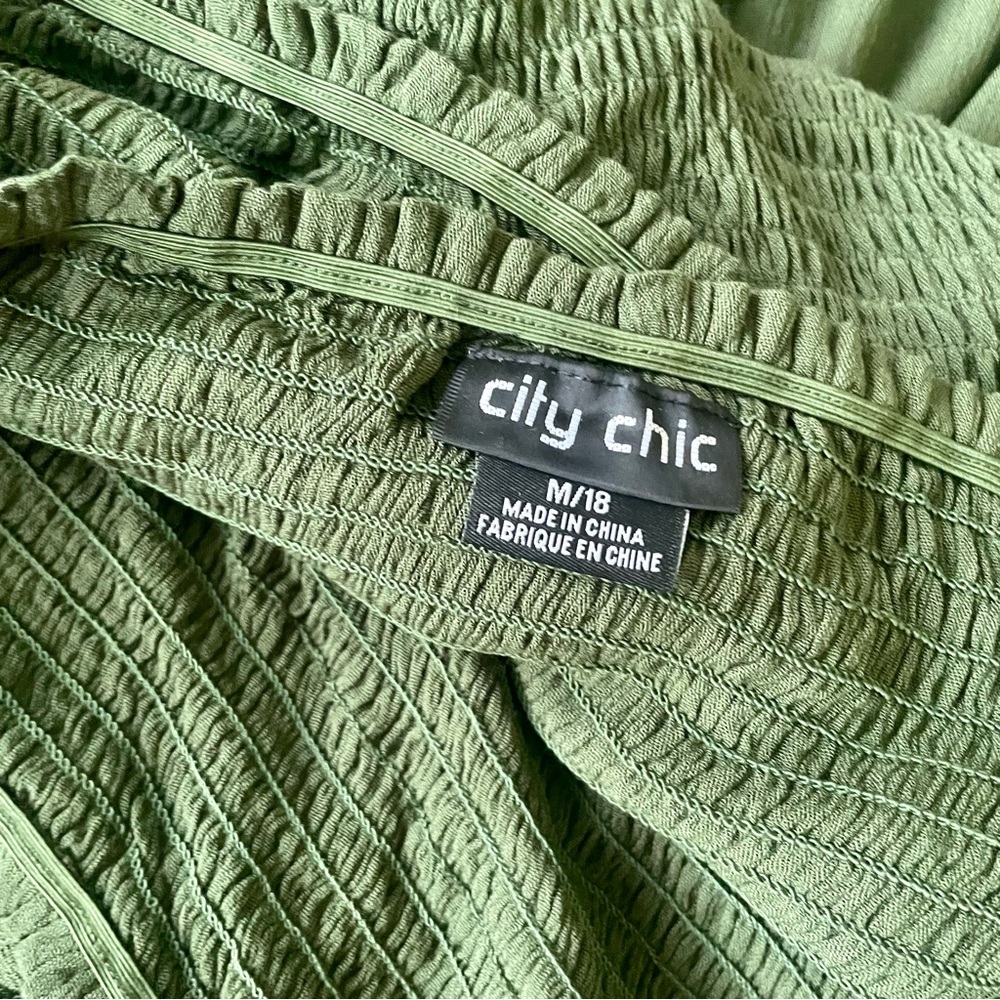 city chic
M/18
MADE IN CHINA
FABRIQUE EN CHINE